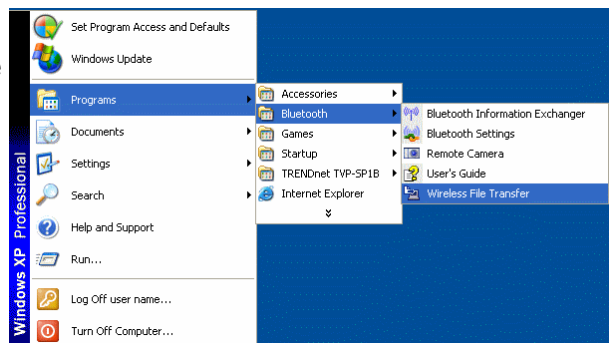 Set Program Access and Defaults
Windows Update
Programs
Documents
Settings
Search
Help and Support
Run...
Log Off user name...
Turn Off Computer...
Windows XP Professional
Accessories
Bluetooth
Games
Startup
TRENDnet TVP-SP1B
Internet Explorer
Bluetooth Information Exchanger
Bluetooth Settings
Remote Camera
User's Guide
Wireless File Transfer